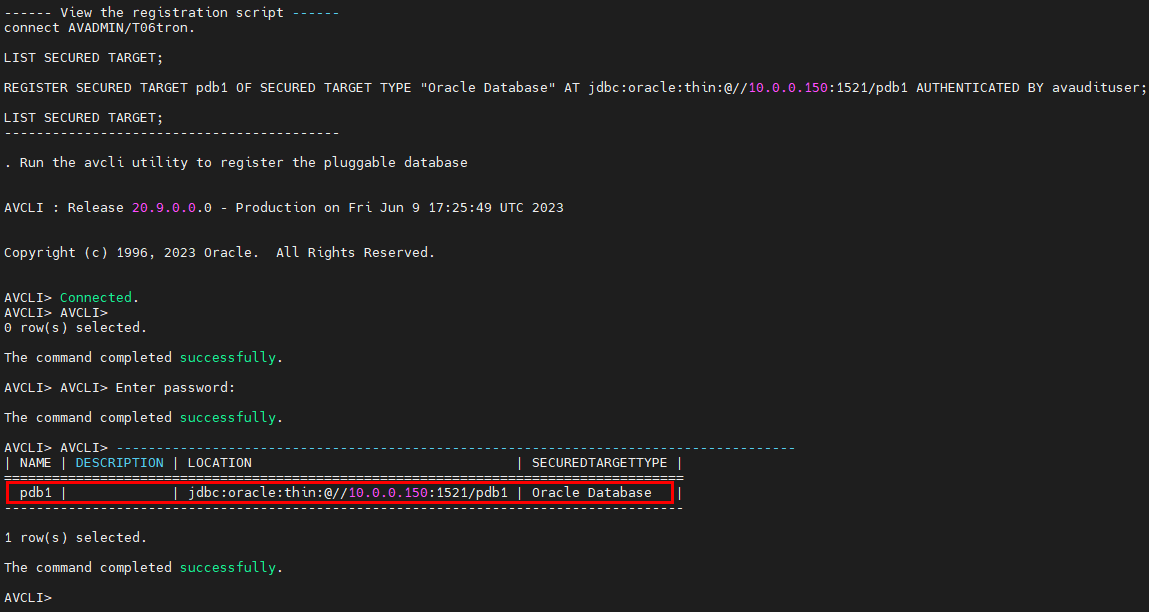 ------ View the registration script ------
connect AVADMIN/T06tron.
LIST SECURED TARGET;
REGISTER SECURED TARGET pdb1 OF SECURED TARGET TYPE "Oracle Database" AT jdbc:oracle:thin:@//10.0.0.150:1521/pdb1 AUTHENTICATED BY avaudituser;
LIST SECURED TARGET;
------------------------------------------
. Run the avcli utility to register the pluggable database
AVCLI : Release 20.9.0.0.0 - Production on Fri Jun 9 17:25:49 UTC 2023
Copyright (c) 1996, 2023 Oracle.  All Rights Reserved.
AVCLI> Connected.
AVCLI> AVCLI>
0 row(s) selected.
The command completed successfully.
AVCLI> AVCLI> Enter password:
The command completed successfully.
AVCLI> AVCLI> -------------------------------------------------------------------------------------
| NAME | DESCRIPTION | LOCATION                                 | SECUREDTARGETTYPE |
=====================================================================================
| pdb1 |             | jdbc:oracle:thin:@//10.0.0.150:1521/pdb1 | Oracle Database   |
-------------------------------------------------------------------------------------
1 row(s) selected.
The command completed successfully.
AVCLI>